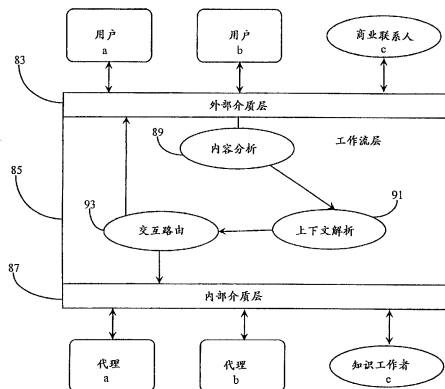 用户
a
用户
b
商业联系人
c
83
外部介质层
89
内容分析
工作流层
85
93
交互路由
上下文解析
91
87
内部介质层
代理
a
代理
b
知识工作者
c